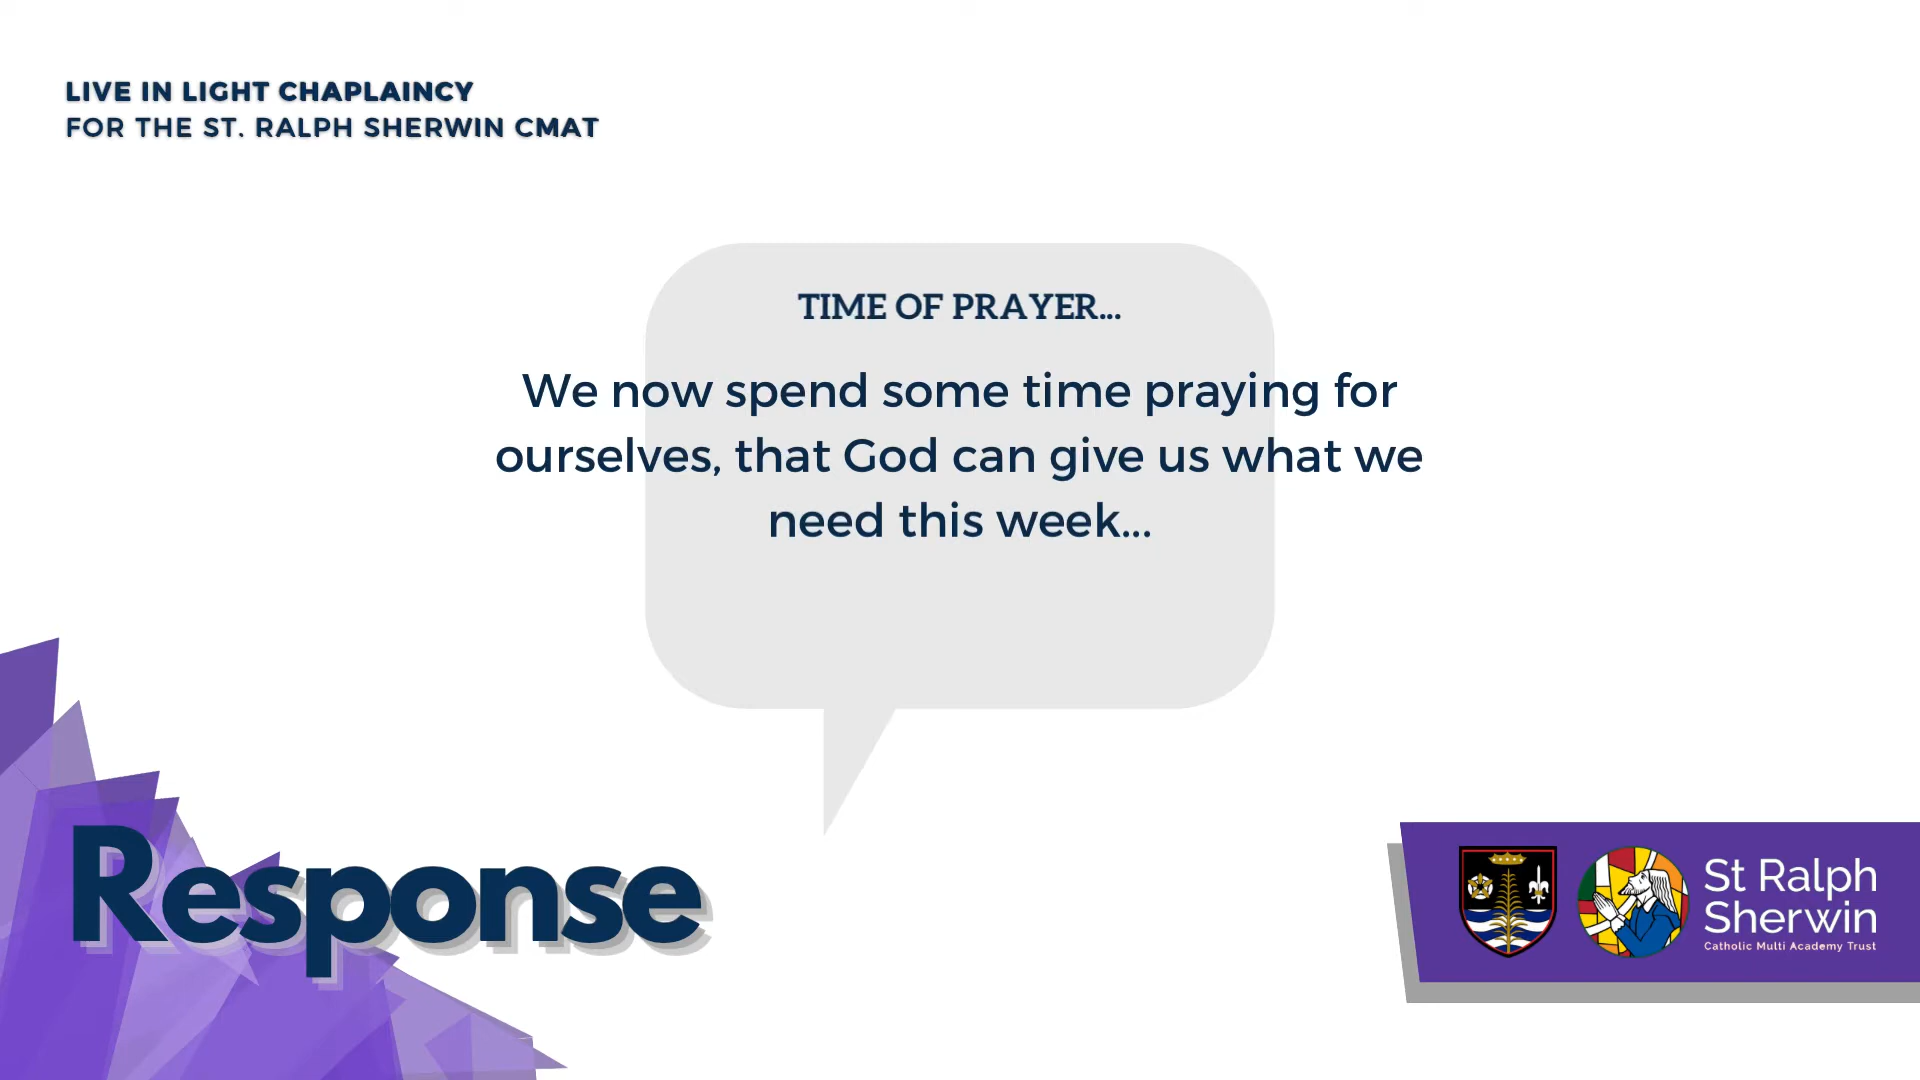 LIVE IN LIGHT CHAPLAINCY
FOR THE ST. RALPH SHERWIN CMAT
TIME OF PRAYER...
We now spend some time praying for
ourselves, that God can give us what we
need this week...
Response
St Ralph
Sherwin
Catholic Multi Academy Trust